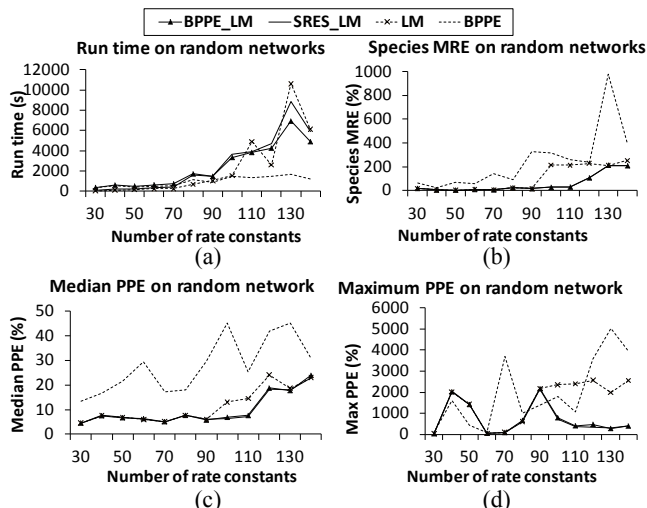 BPPE_LM SRES_LM LM BPPE
Run time on random networks
Run time (s)
12000
10000
8000
6000
4000
2000
0
30 50 70 90 110 130
Number of rate constants
(a)
Species MRE on random networks
Species MRE (%)
1000
800
600
400
200
0
30 50 70 90 110 130
Number of rate constants
(b)
Median PPE on random network
Median PPE (%)
50
40
30
20
10
0
30 50 70 90 110 130
Number of rate constants
(c)
Maximum PPE on random network
Max PPE (%)
6000
5000
4000
3000
2000
1000
0
30 50 70 90 110 130
Number of rate constants
(d)